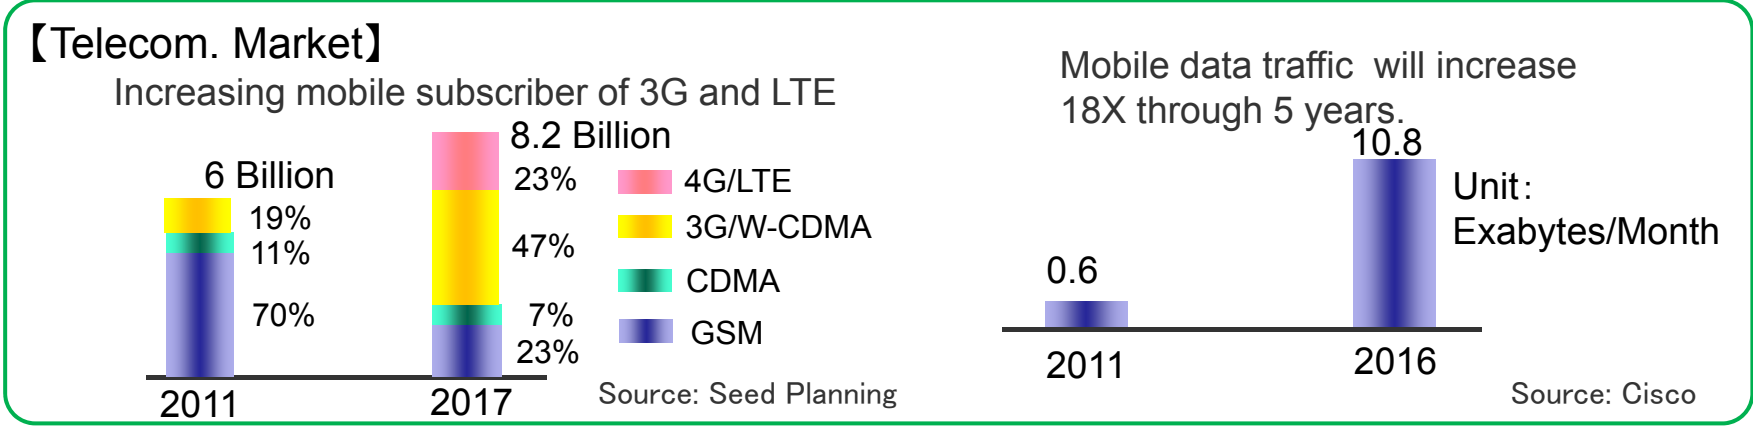 【Telecom. Market】
Increasing mobile subscriber of 3G and LTE
6 Billion
19%
11%
70%
2011
8.2 Billion
23%
47%
7%
23%
2017
4G/LTE
3G/W-CDMA
CDMA
GSM
Source: Seed Planning
Mobile data traffic will increase
18X through 5 years.
0.6
2011
10.8
2016
Unit：
Exabytes/Month
Source: Cisco